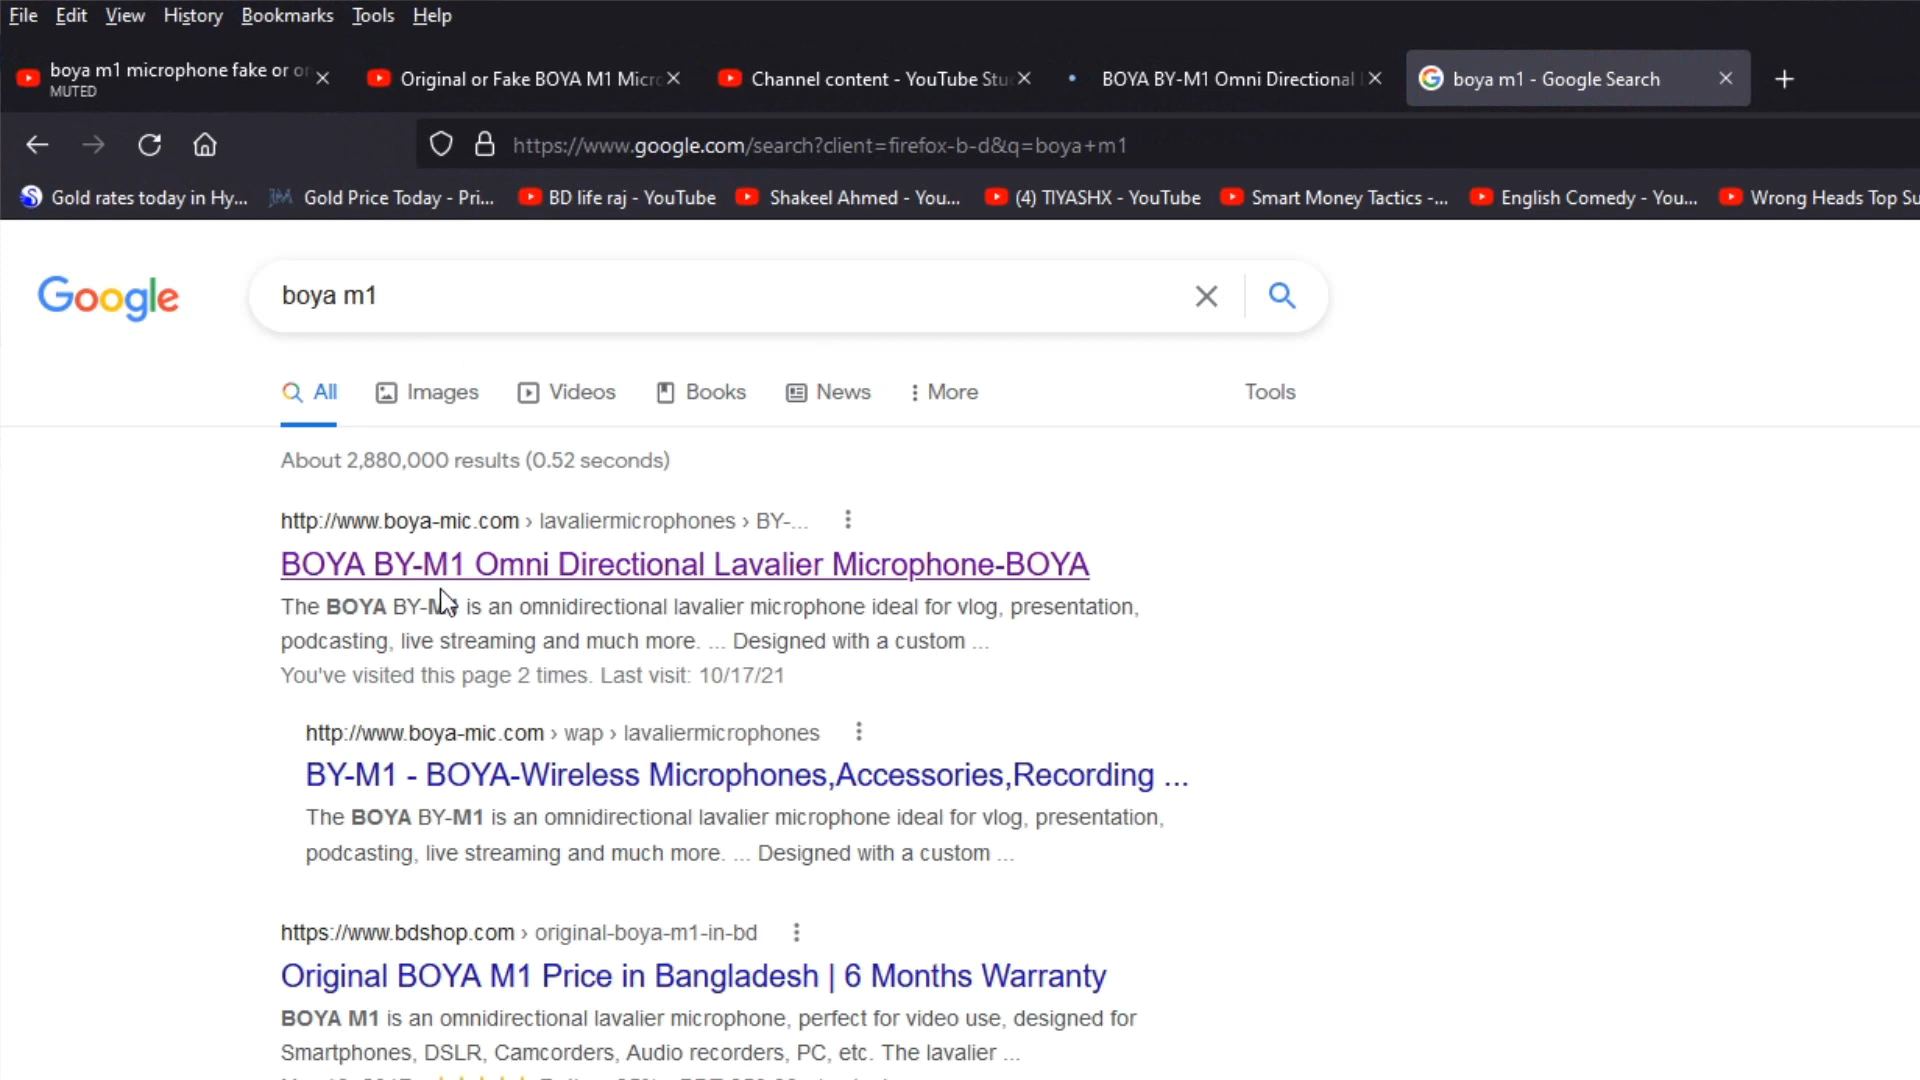 File Edit View History Bookmarks Tools Help
boya m1 microphone fake or or
MUTED
Original or Fake BOYA M1 Micro
Channel content - YouTube Stu
BOYA BY-M1 Omni Directional
boya m1 - Google Search
https://www.google.com/search?client=firefox-b-d&q=boya+m1
Gold rates today in Hy... Gold Price Today - Pri... BD life raj - YouTube Shakeel Ahmed - You... (4) TIYASHX - YouTube Smart Money Tactics -... English Comedy - You... Wrong Heads Top Su
Google
boya m1
All Images Videos Books News More Tools
About 2,880,000 results (0.52 seconds)
http://www.boya-mic.com › lavaliermicrophones › BY-...
BOYA BY-M1 Omni Directional Lavalier Microphone-BOYA
The BOYA BY-M1 is an omnidirectional lavalier microphone ideal for vlog, presentation,
podcasting, live streaming and much more. ... Designed with a custom ...
You've visited this page 2 times. Last visit: 10/17/21
http://www.boya-mic.com › wap › lavaliermicrophones
BY-M1 - BOYA-Wireless Microphones,Accessories,Recording ...
The BOYA BY-M1 is an omnidirectional lavalier microphone ideal for vlog, presentation,
podcasting, live streaming and much more. ... Designed with a custom ...
https://www.bdshop.com › original-boya-m1-in-bd
Original BOYA M1 Price in Bangladesh | 6 Months Warranty
BOYA M1 is an omnidirectional lavalier microphone, perfect for video use, designed for
Smartphones, DSLR, Camcorders, Audio recorders, PC, etc. The lavalier ...